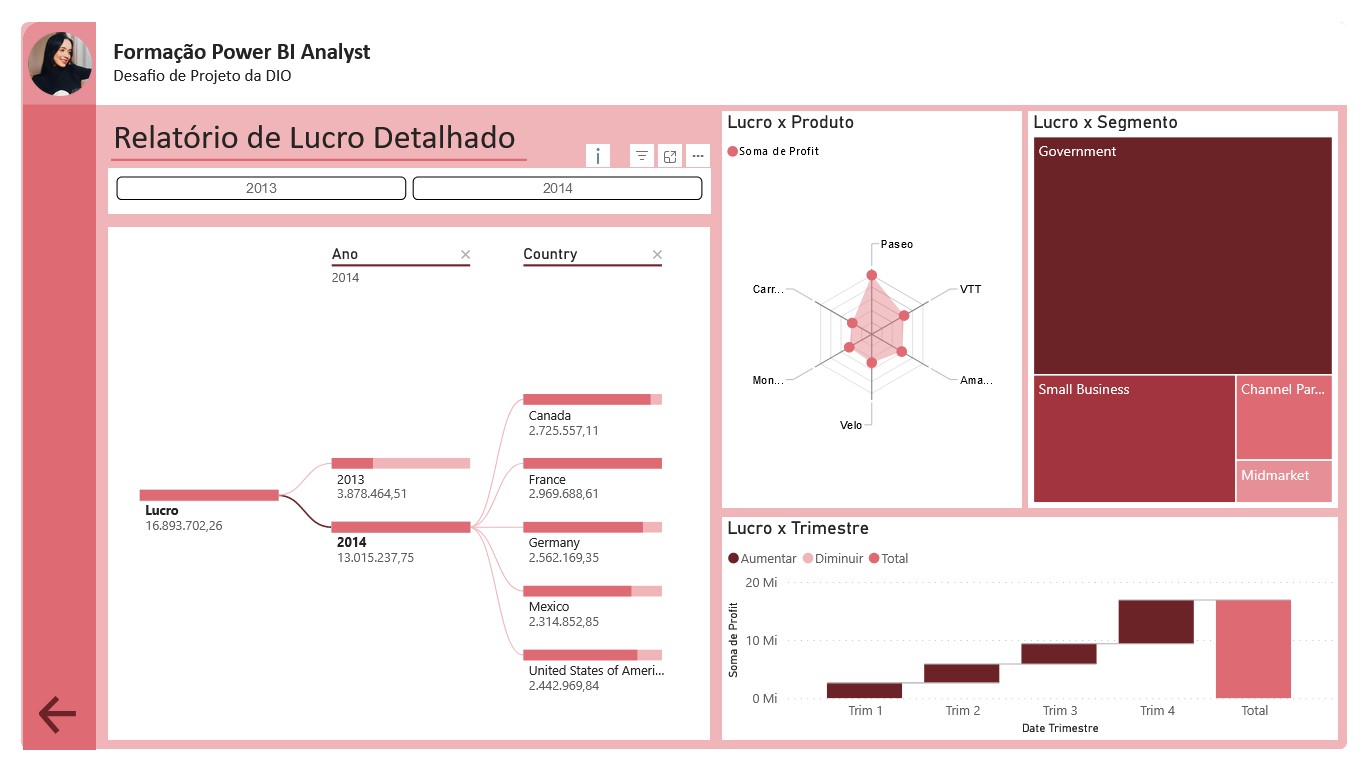 Formação Power BI Analyst
Desafio de Projeto da DIO
Relatório de Lucro Detalhado
2013 2014
Ano
2014
Country
Lucro
16.893.702,26
2013
3.878.464,51
2014
13.015.237,75
Canada
2.725.557,11
France
2.969.688,61
Germany
2.562.169,35
Mexico
2.314.852,85
United States of Ameri...
2.442.969,84
Lucro x Produto
Soma de Profit
Paseo
VTT
Ama...
Velo
Mon...
Carr...
Lucro x Segmento
Government
Small Business
Channel Par...
Midmarket
Lucro x Trimestre
Aumentar Diminuir Total
Soma de Profit
20 Mi
10 Mi
0 Mi
Trim 1 Trim 2 Trim 3 Trim 4 Total
Date Trimestre